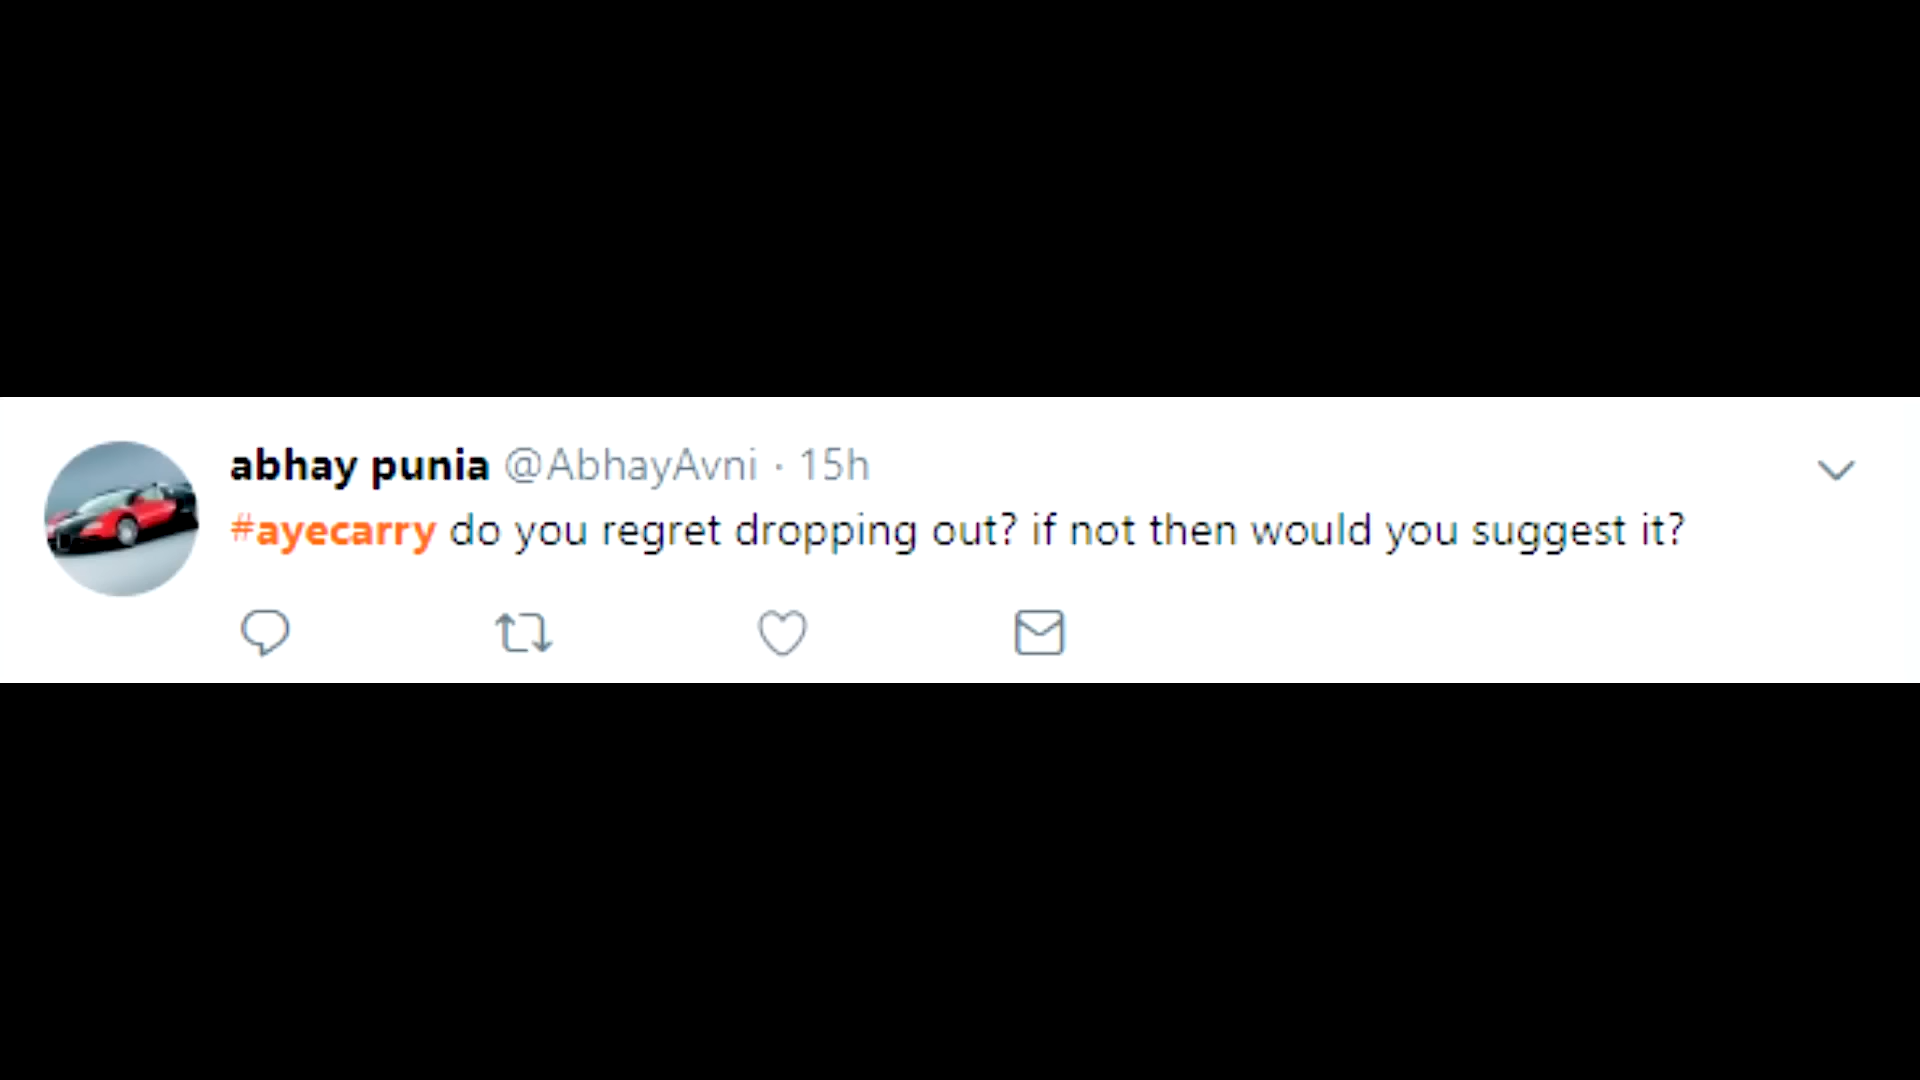 abhay punia @AbhayAvni · 15h
#ayecarry do you regret dropping out? if not then would you suggest it?